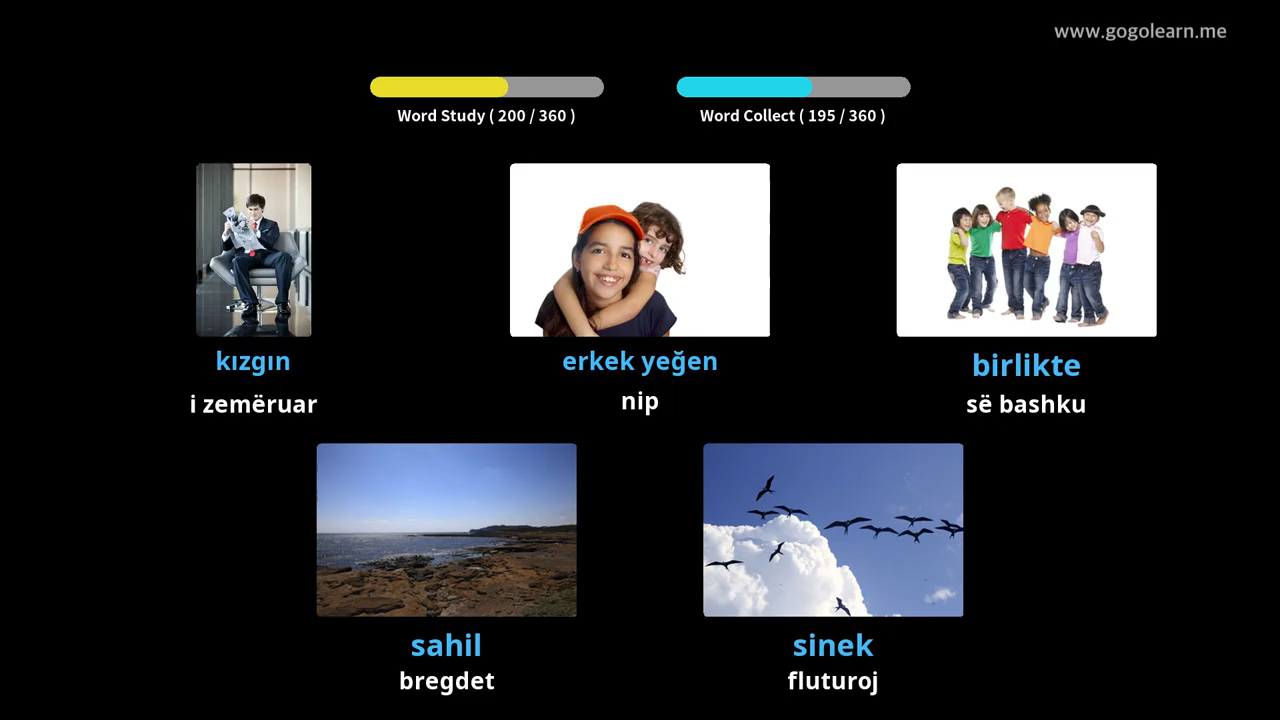 www.gogolearn.me
Word Study ( 200 / 360 )
Word Collect ( 195 / 360 )
kızgın
i zemëruar
erkek yeğen
nip
birlikte
së bashku
sahil
bregdet
sinek
fluturoj